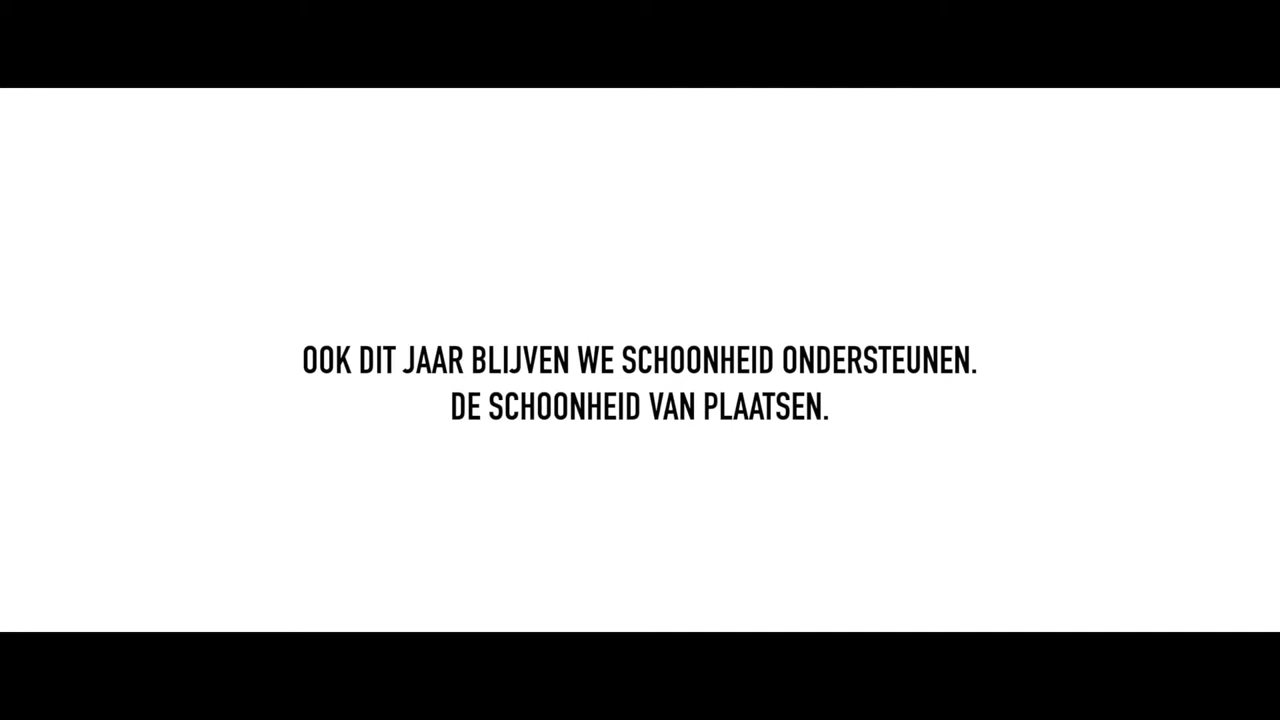 OOK DIT JAAR BLIJVEN WE SCHOONHEID ONDERSTEUNEN.
DE SCHOONHEID VAN PLAATSEN.